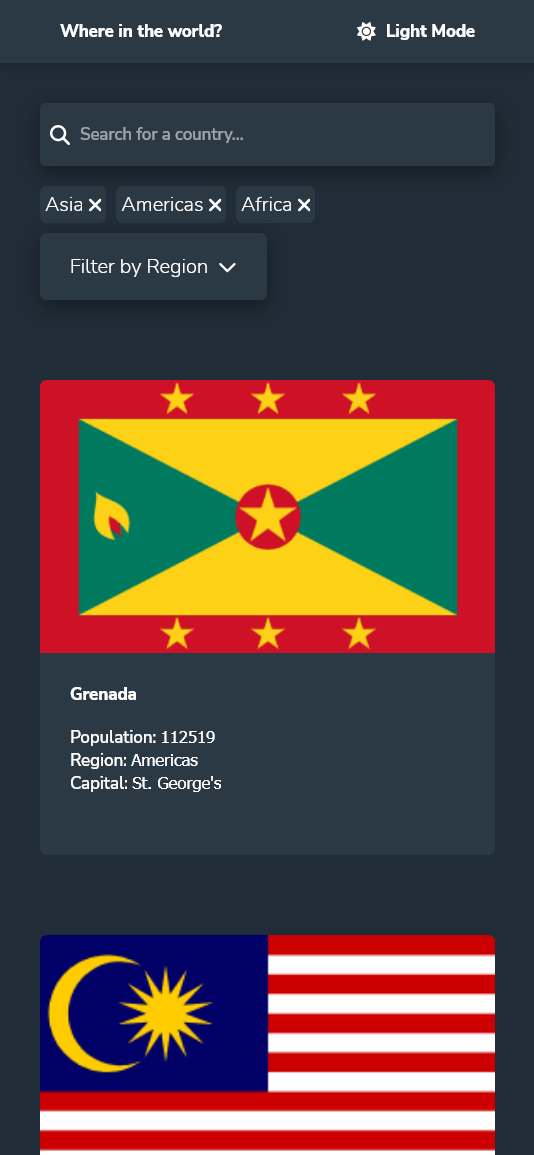 Where in the world?
Light Mode
Search for a country...
Asia
Americas
Africa
Filter by Region
Grenada
Population: 112519
Region: Americas
Capital: St. George's